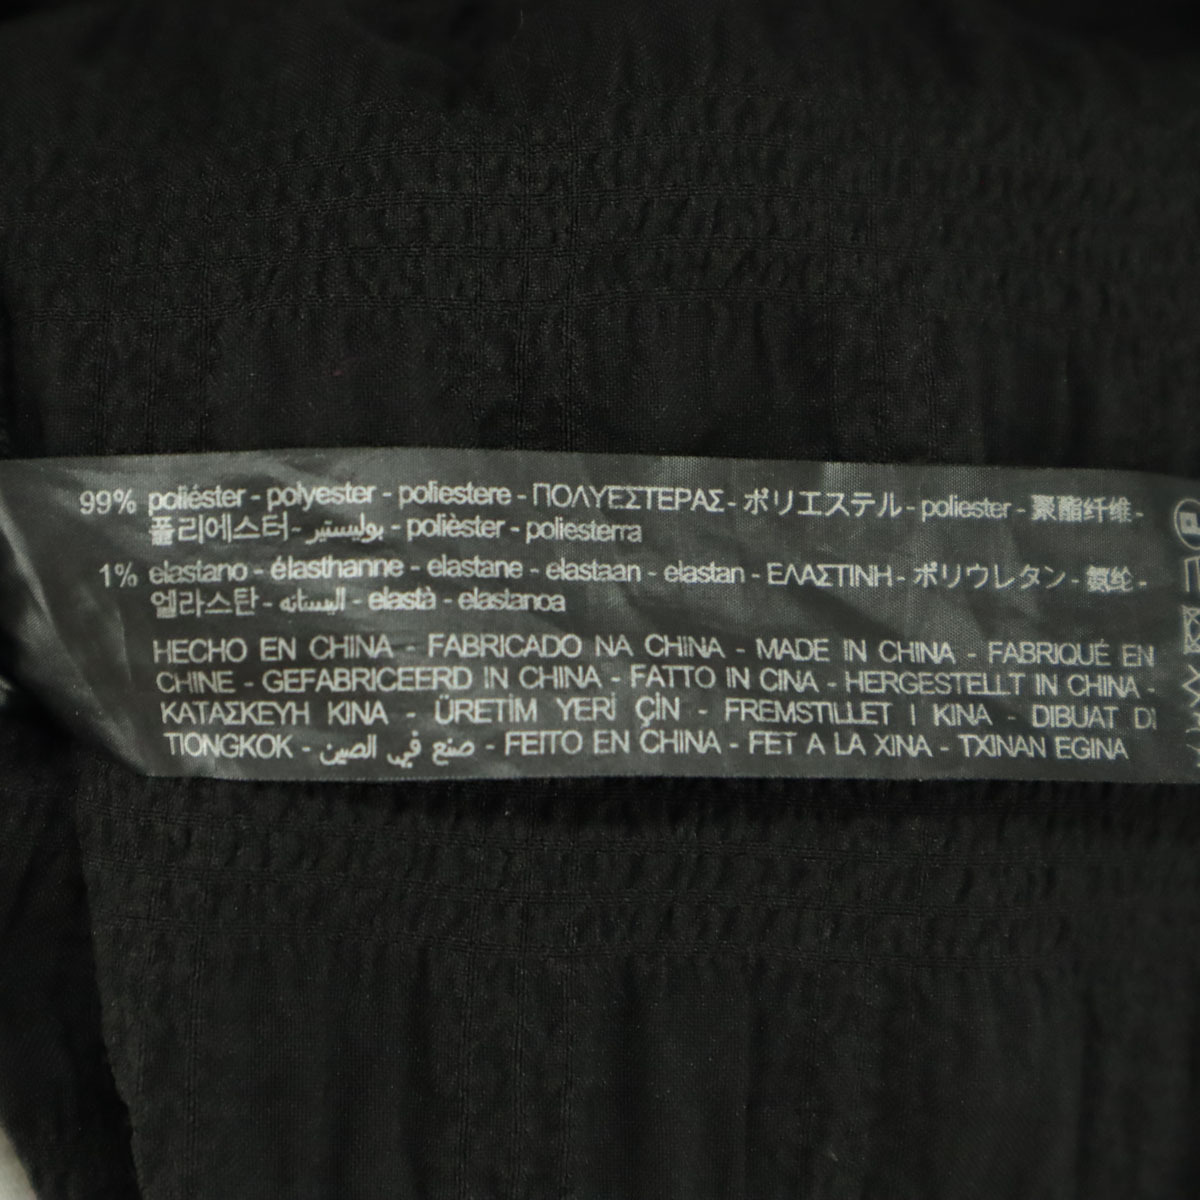 99% poliéster - polyester - poliestere - ΠΟΛΥΕΣΤΕΡΑΣ - ポリエステル - poliester - 聚酯纤维 -
폴리에스터 - بوليستير - polièster - poliesterra
1% elastano - élasthanne - elastane - elastaan - elastan - ΕΛΑΣΤΙΝΗ - ポリウレタン - 氨纶 -
엘라스탄 - اليستانه - elastà - elastanoa
HECHO EN CHINA - FABRICADO NA CHINA - MADE IN CHINA - FABRIQUÉ EN
CHINE - GEFABRICEERD IN CHINA - FATTO IN CINA - HERGESTELLT IN CHINA -
ΚΑΤΑΣΚΕΥΗ ΚΙΝΑ - ÜRETİM YERİ ÇİN - FREMSTILLET I KINA - DIBUAT DI
TIONGKOK - صنع في الصين - FEITO EN CHINA - FET A LA XINA - TXINAN EGINA